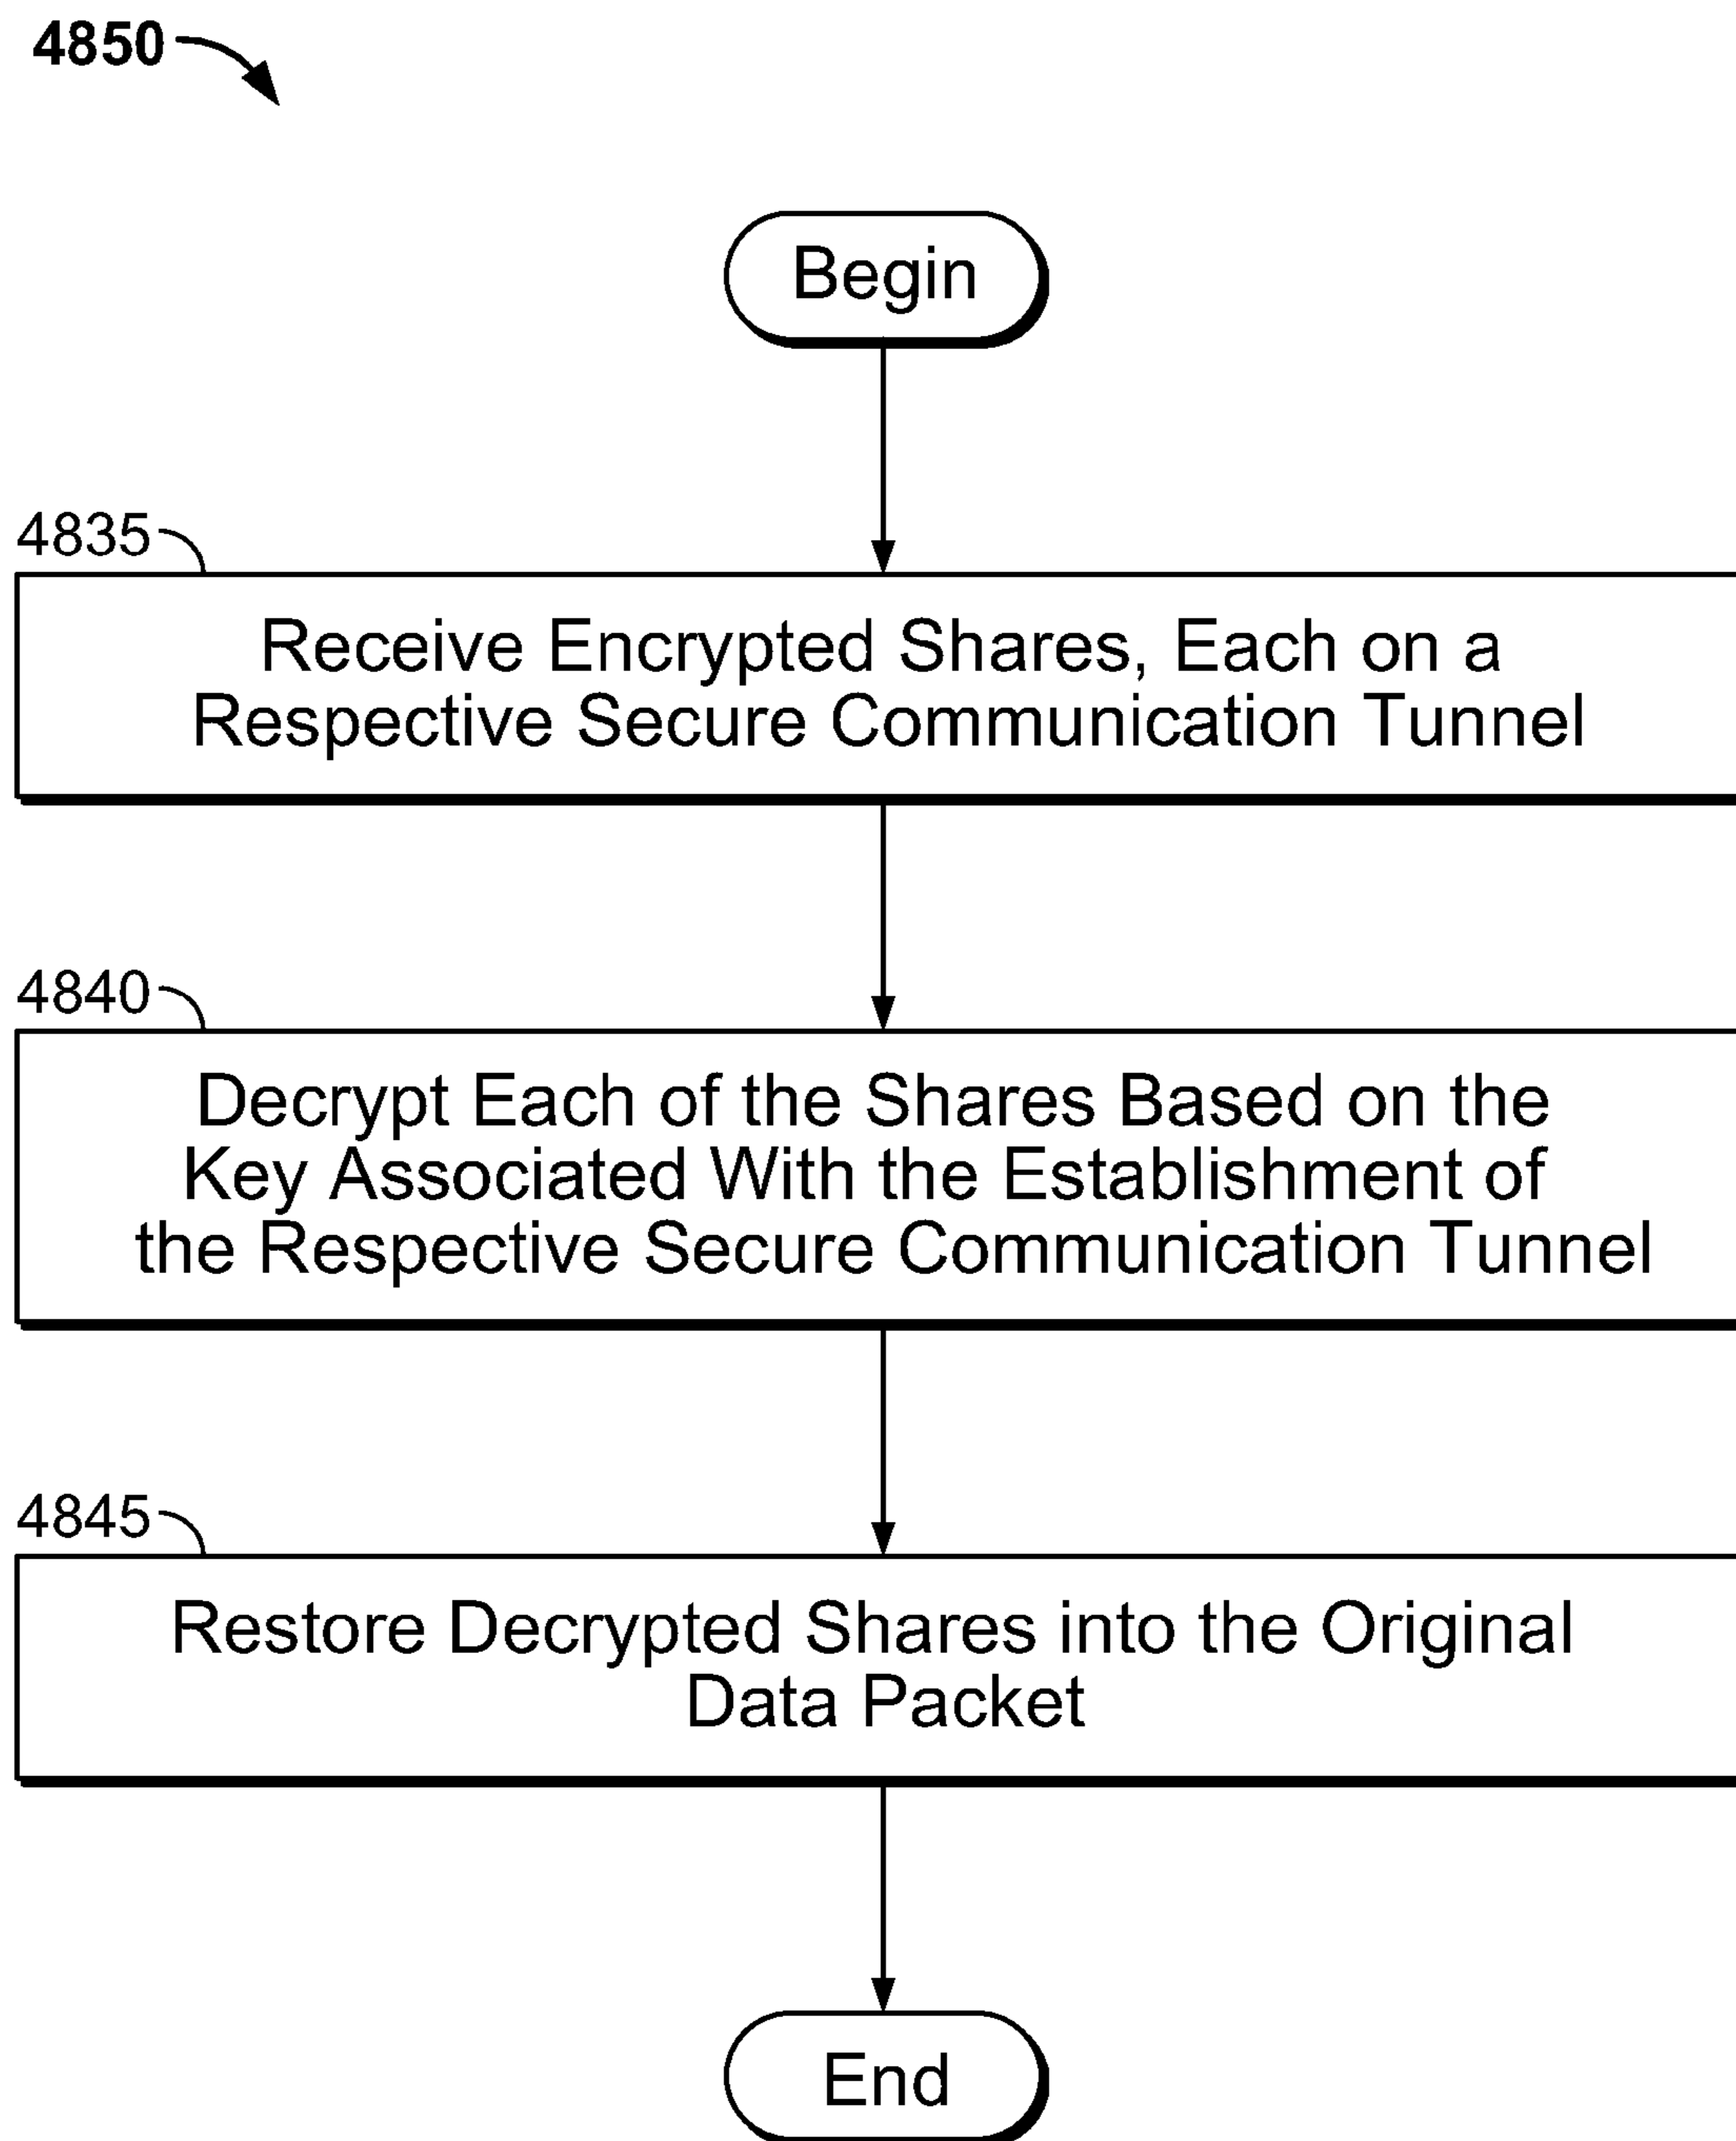 4850
Begin
4835
Receive Encrypted Shares, Each on a
Respective Secure Communication Tunnel
4840
Decrypt Each of the Shares Based on the
Key Associated With the Establishment of
the Respective Secure Communication Tunnel
4845
Restore Decrypted Shares into the Original
Data Packet
End